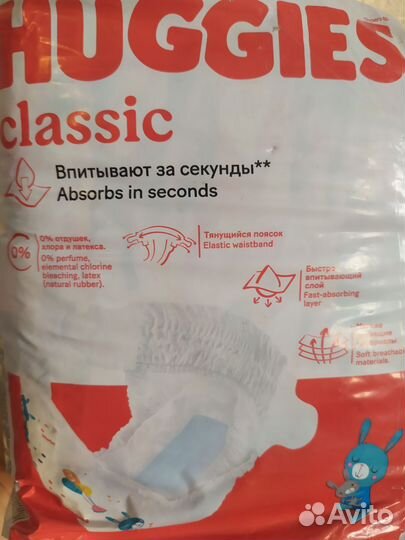 HUGGIES
classic
Впитывают за секунды**
Absorbs in seconds
0%
0% отдушек,
хлора и латекса.
0% perfume,
elemental chlorine
bleaching, latex
(natural rubber).
Тянущийся поясок
Elastic waistband
Быстро
впитывающий
слой
Fast-absorbing
layer
Soft breathable
materials.
Avito